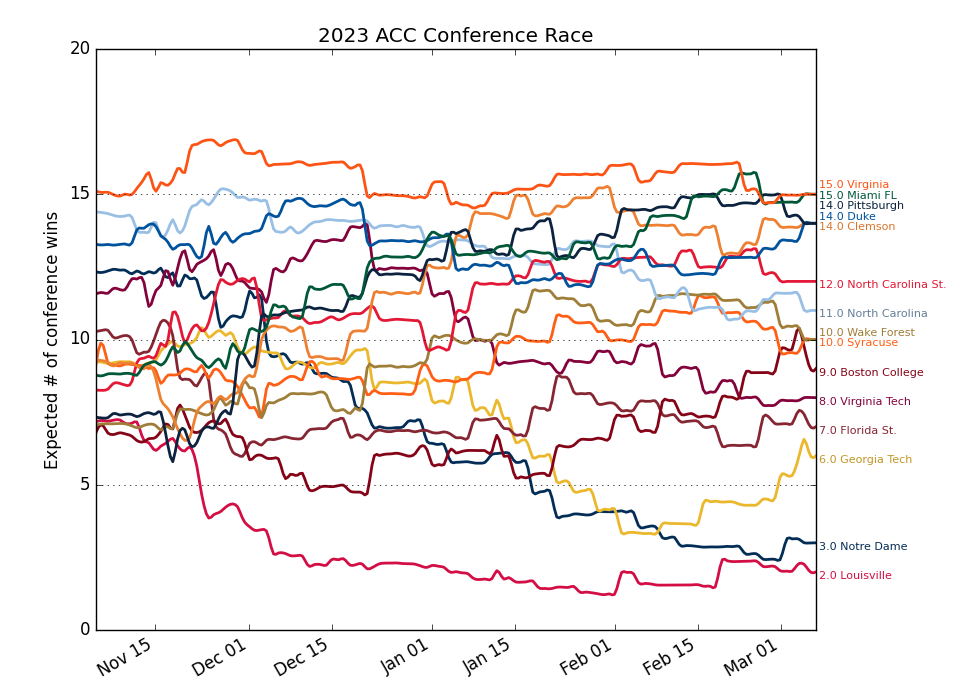 2023 ACC Conference Race
Expected # of conference wins
20
15
10
5
0
Nov 15
Dec 01
Dec 15
Jan 01
Jan 15
Feb 01
Feb 15
Mar 01
15.0 Virginia
15.0 Miami FL
14.0 Pittsburgh
14.0 Duke
14.0 Clemson
12.0 North Carolina St.
11.0 North Carolina
10.0 Wake Forest
10.0 Syracuse
9.0 Boston College
8.0 Virginia Tech
7.0 Florida St.
6.0 Georgia Tech
3.0 Notre Dame
2.0 Louisville